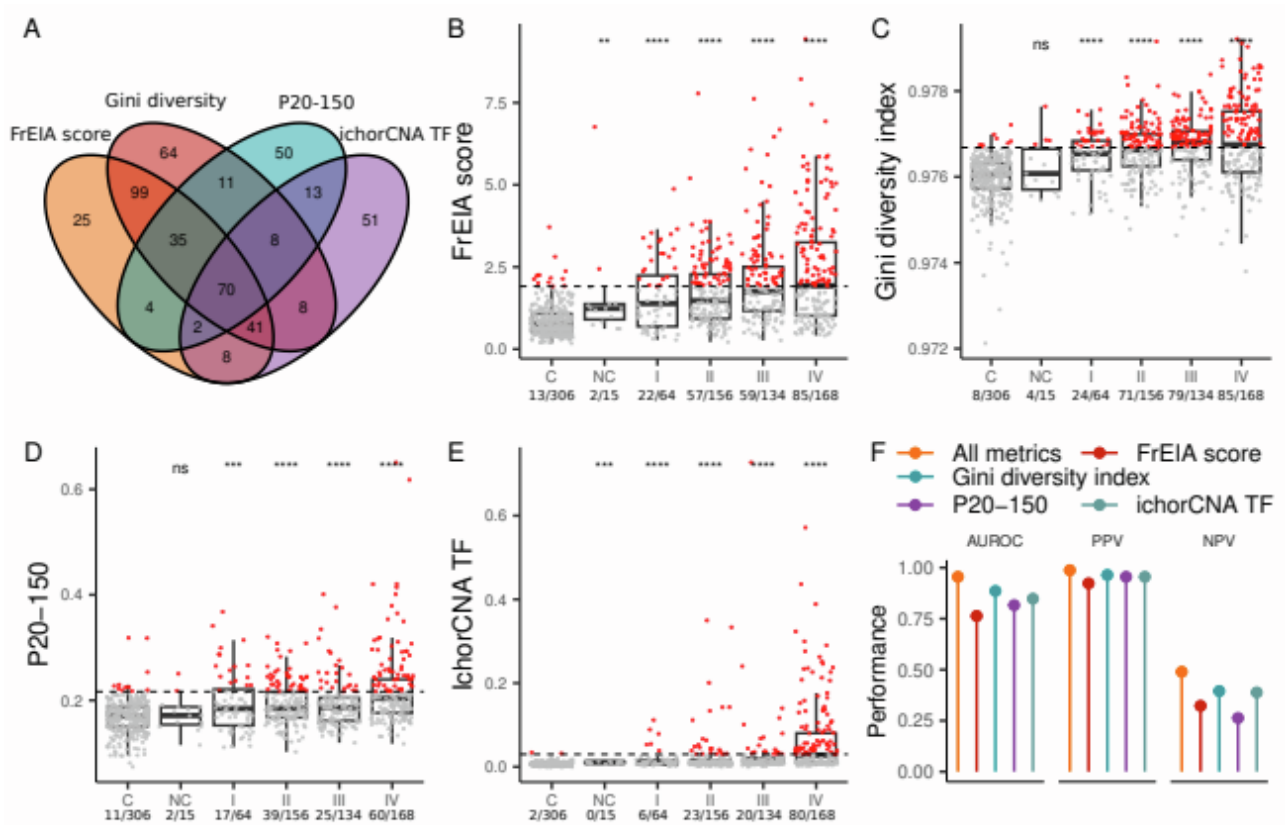 A
Gini diversity
P20-150
FrEIA score
ichorCNA TF
64
50
99
11
13
25
51
35
8
4
70
8
2
41
8
B
FrEIA score
7.5
5.0
2.5
0.0
** **** **** **** ****
C NC I II III IV
13/306 2/15 22/64 57/156 59/134 85/168
C
Gini diversity index
0.978
0.976
0.974
0.972
ns **** **** **** ****
C NC I II III IV
8/306 4/15 24/64 71/156 79/134 85/168
D
P20−150
0.6
0.4
0.2
ns *** **** **** ****
C NC I II III IV
11/306 2/15 17/64 39/156 25/134 60/168
E
IchorCNA TF
0.6
0.4
0.2
0.0
*** **** **** **** ****
C NC I II III IV
2/306 0/15 6/64 23/156 20/134 80/168
F
All metrics FrEIA score
Gini diversity index
P20−150 ichorCNA TF
AUROC PPV NPV
Performance
1.00
0.75
0.50
0.25
0.00